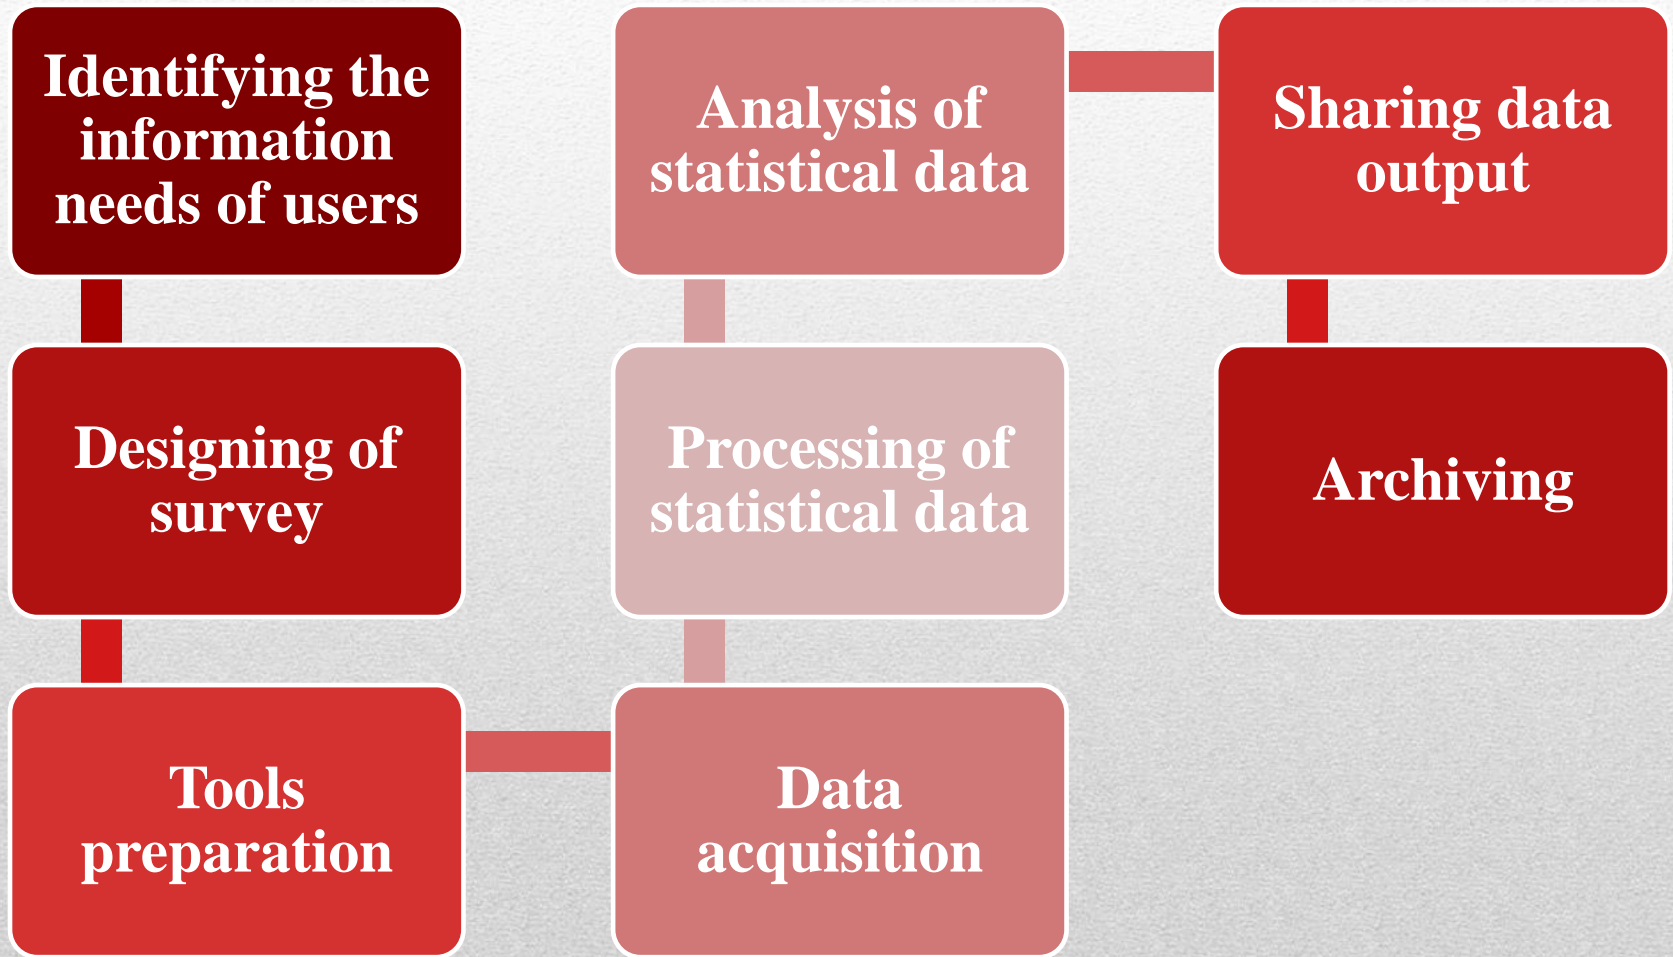 Identifying the
information
needs of users
Designing of
survey
Tools
preparation
Data
acquisition
Processing of
statistical data
Analysis of
statistical data
Sharing data
output
Archiving